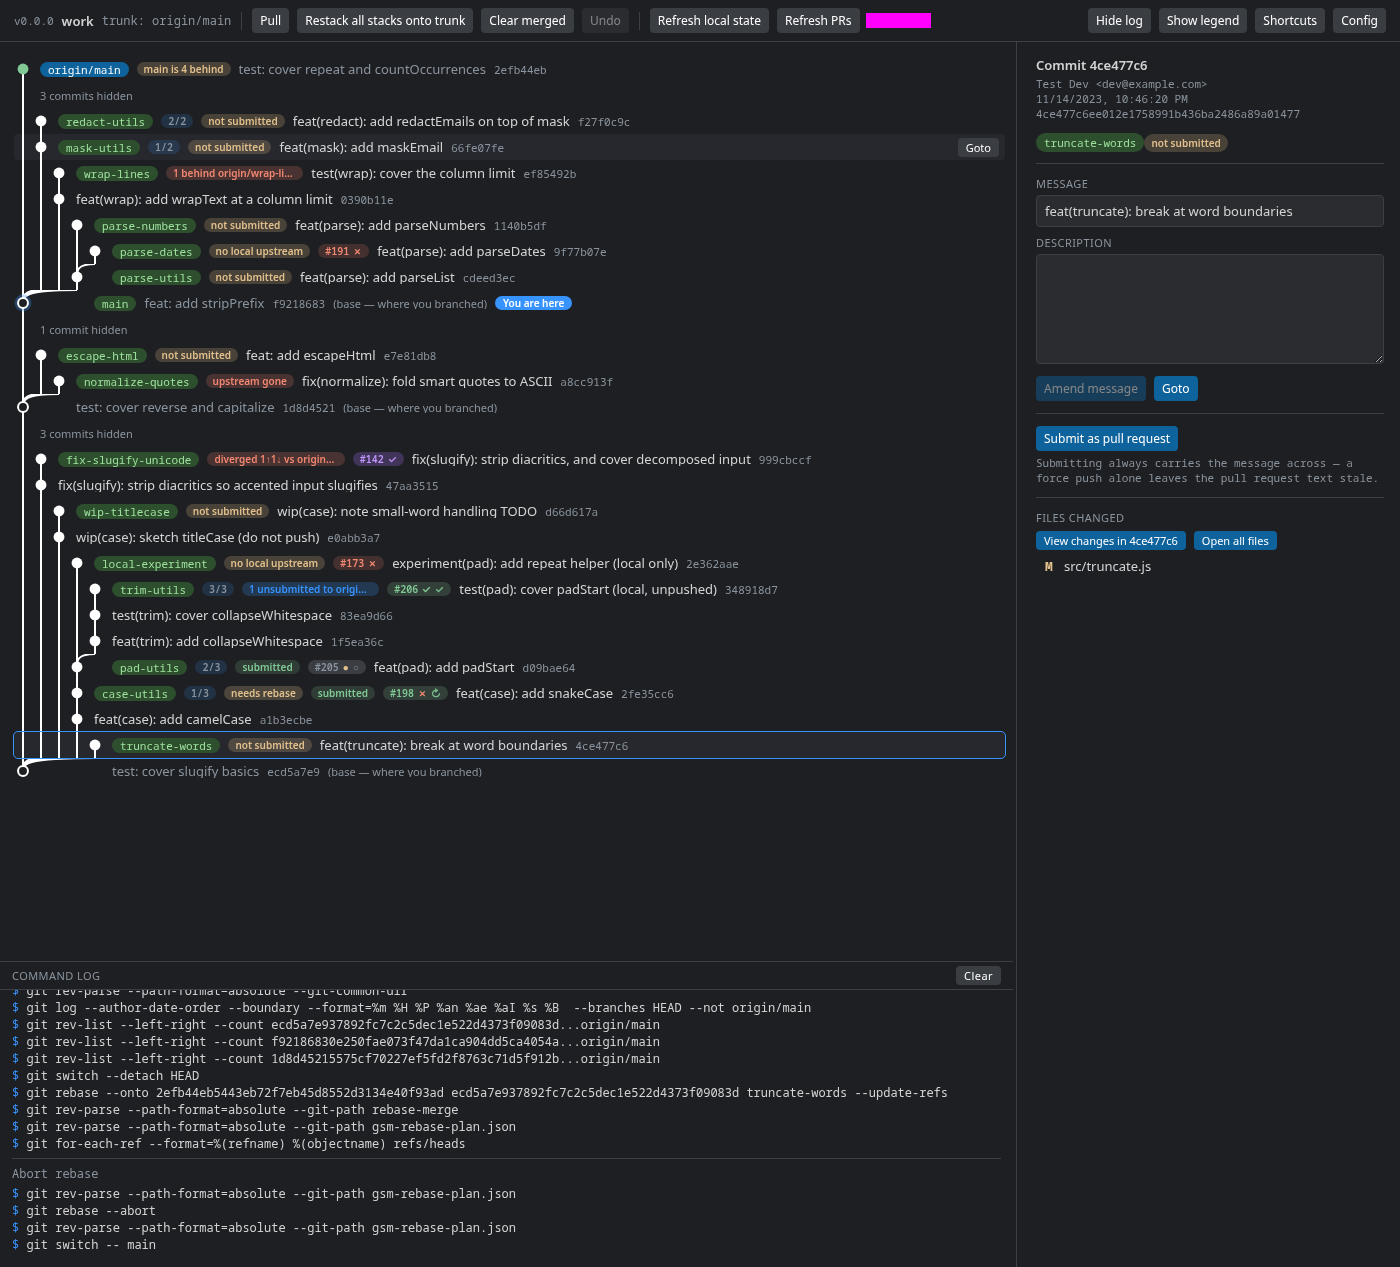 v0.0.0 work trunk: origin/main Pull Restack all stacks onto trunk Clear merged Undo Refresh local state Refresh PRs Hide log Show legend Shortcuts Config
origin/main main is 4 behind test: cover repeat and countOccurrences 2efb44eb
3 commits hidden
redact-utils 2/2 not submitted feat(redact): add redactEmails on top of mask f27f0c9c
mask-utils 1/2 not submitted feat(mask): add maskEmail 66fe07fe Goto
wrap-lines 1 behind origin/wrap-li... test(wrap): cover the column limit ef85492b
feat(wrap): add wrapText at a column limit 0390b11e
parse-numbers not submitted feat(parse): add parseNumbers 1140b5df
parse-dates no local upstream #191 × feat(parse): add parseDates 9f77b07e
parse-utils not submitted feat(parse): add parseList cdeed3ec
main feat: add stripPrefix f9218683 (base — where you branched) You are here
1 commit hidden
escape-html not submitted feat: add escapeHtml e7e81db8
normalize-quotes upstream gone fix(normalize): fold smart quotes to ASCII a8cc913f
test: cover reverse and capitalize 1d8d4521 (base — where you branched)
3 commits hidden
fix-slugify-unicode diverged 1↑1↓ vs origin... #142 ✓ fix(slugify): strip diacritics, and cover decomposed input 999cbccf
fix(slugify): strip diacritics so accented input slugifies 47aa3515
wip-titlecase not submitted wip(case): note small-word handling TODO d66d617a
wip(case): sketch titleCase (do not push) e0abb3a7
local-experiment no local upstream #173 × experiment(pad): add repeat helper (local only) 2e362aae
trim-utils 3/3 1 unsubmitted to origi... #206 ✓ ✓ test(pad): cover padStart (local, unpushed) 348918d7
test(trim): cover collapseWhitespace 83ea9d66
feat(trim): add collapseWhitespace 1f5ea36c
pad-utils 2/3 submitted #205 ● ○ feat(pad): add padStart d09bae64
case-utils 1/3 needs rebase submitted #198 × ↻ feat(case): add snakeCase 2fe35cc6
feat(case): add camelCase a1b3ecbe
truncate-words not submitted feat(truncate): break at word boundaries 4ce477c6
test: cover slugify basics ecd5a7e9 (base — where you branched)
COMMAND LOG Clear
$ git rev-parse --path-format=absolute --git-common-dir
$ git log --author-date-order --boundary --format=%m %H %P %an %ae %aI %s %B  --branches HEAD --not origin/main
$ git rev-list --left-right --count ecd5a7e937892fc7c2c5dec1e522d4373f09083d...origin/main
$ git rev-list --left-right --count f92186830e250fae073f47da1ca904dd5ca4054a...origin/main
$ git rev-list --left-right --count 1d8d45215575cf70227ef5fd2f8763c71d5f912b...origin/main
$ git switch --detach HEAD
$ git rebase --onto 2efb44eb5443eb72f7eb45d8552d3134e40f93ad ecd5a7e937892fc7c2c5dec1e522d4373f09083d truncate-words --update-refs
$ git rev-parse --path-format=absolute --git-path rebase-merge
$ git rev-parse --path-format=absolute --git-path gsm-rebase-plan.json
$ git for-each-ref --format=%(refname) %(objectname) refs/heads
Abort rebase
$ git rev-parse --path-format=absolute --git-path gsm-rebase-plan.json
$ git rebase --abort
$ git rev-parse --path-format=absolute --git-path gsm-rebase-plan.json
$ git switch -- main
Commit 4ce477c6
Test Dev <dev@example.com>
11/14/2023, 10:46:20 PM
4ce477c6ee012e1758991b436ba2486a89a01477
truncate-words not submitted
MESSAGE
feat(truncate): break at word boundaries
DESCRIPTION
Amend message Goto
Submit as pull request
Submitting always carries the message across — a
force push alone leaves the pull request text stale.
FILES CHANGED
View changes in 4ce477c6 Open all files
M src/truncate.js